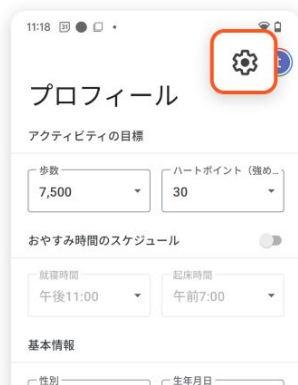 11:18
プロフィール
アクティビティの目標
歩数
ハートポイント（強め...
7,500
30
おやすみ時間のスケジュール
就寝時間
起床時間
午後11:00
午前7:00
基本情報
性別
生年月日